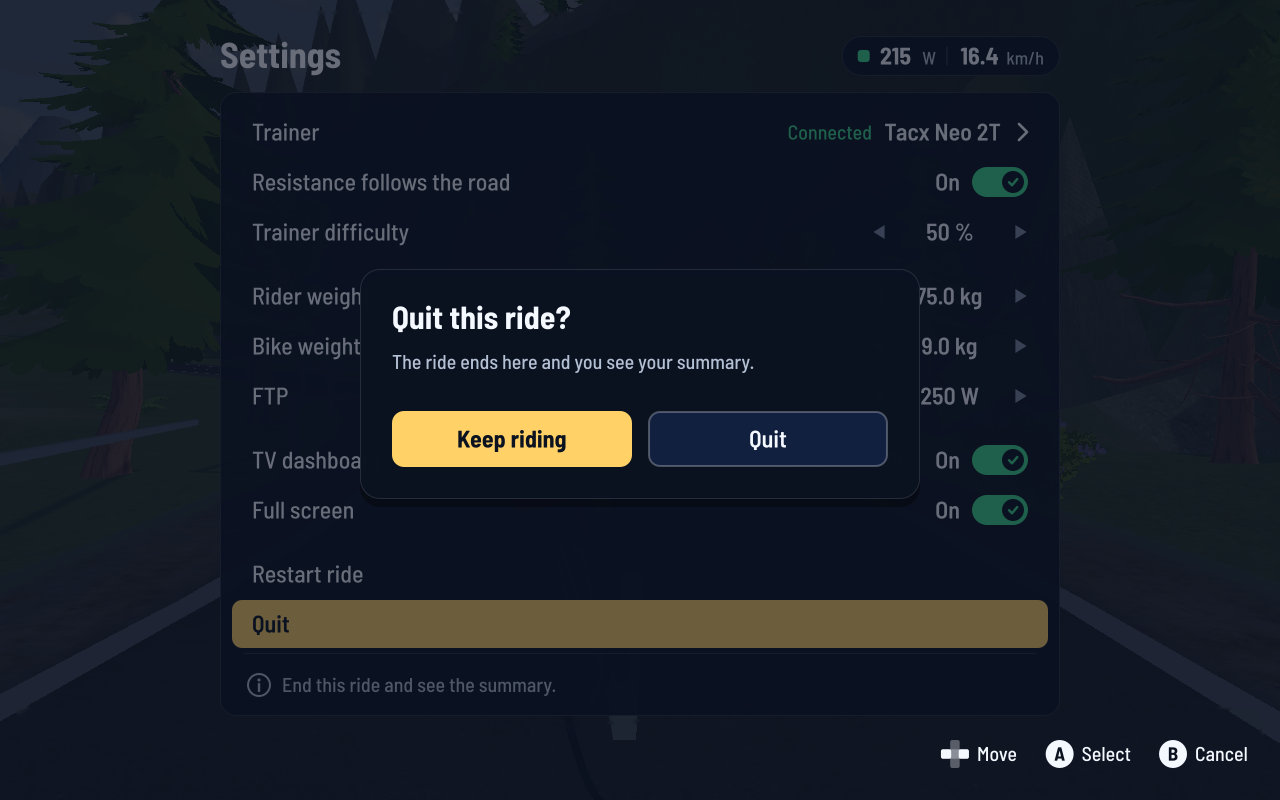 Settings
215 W 16.4 km/h
Trainer Connected Tacx Neo 2T
Resistance follows the road On
Trainer difficulty 50 %
Rider weigh 75.0 kg
Bike weight 9.0 kg
FTP 250 W
TV dashboa On
Full screen On
Quit this ride?
The ride ends here and you see your summary.
Keep riding Quit
Restart ride
Quit
End this ride and see the summary.
Move A Select B Cancel